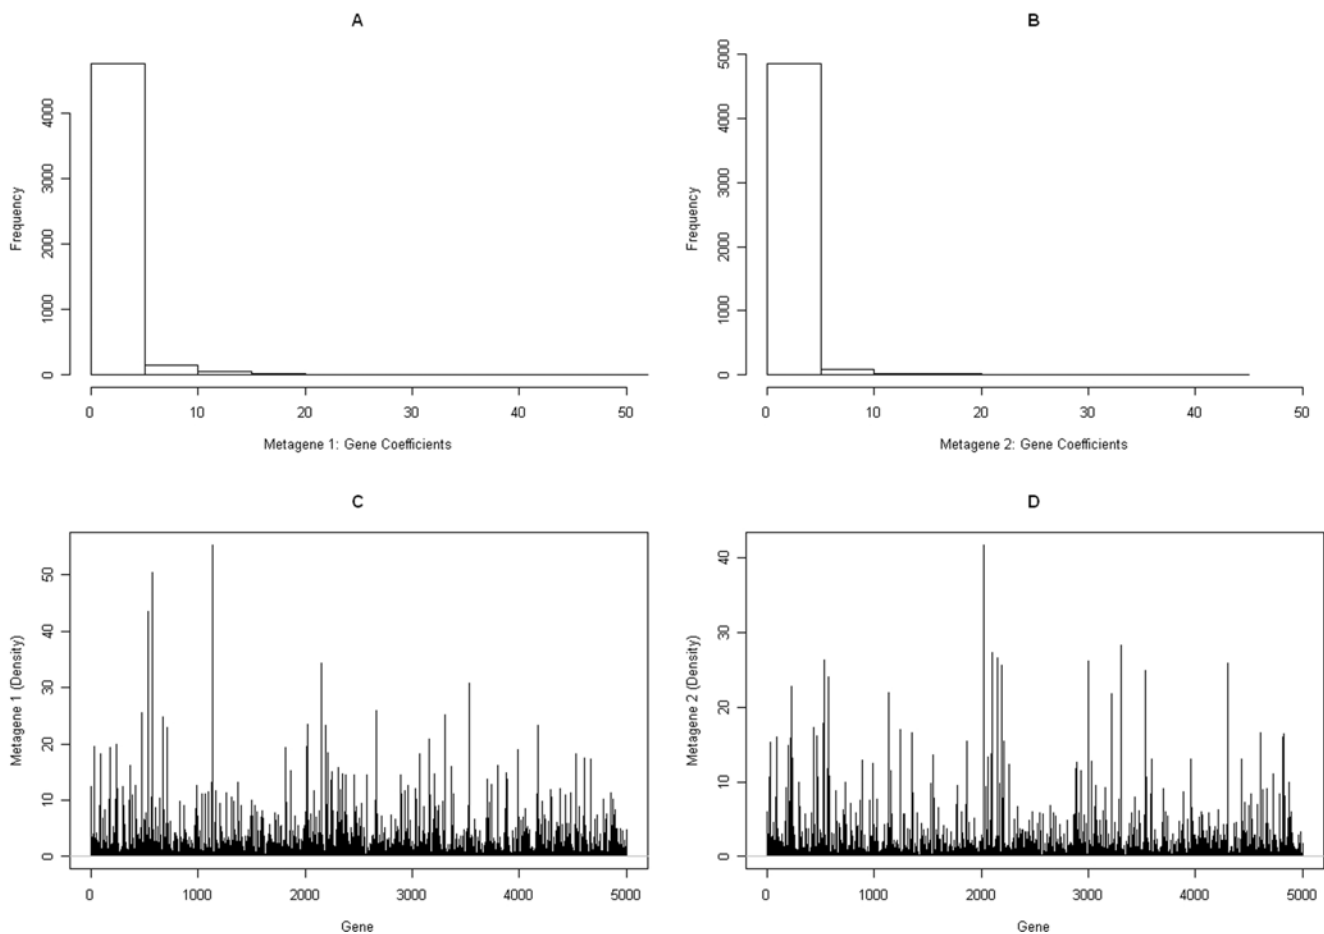 A
Frequency
0
1000
2000
3000
4000
0 10 20 30 40 50
Metagene 1: Gene Coefficients
B
Frequency
0
1000
2000
3000
4000
5000
0 10 20 30 40 50
Metagene 2: Gene Coefficients
C
Metagene 1 (Density)
0
10
20
30
40
50
0 1000 2000 3000 4000 5000
Gene
D
Metagene 2 (Density)
0
10
20
30
40
0 1000 2000 3000 4000 5000
Gene